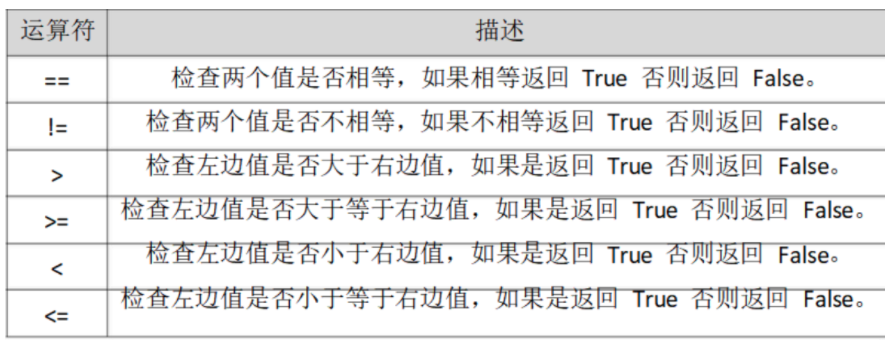 运算符 描述
== 检查两个值是否相等，如果相等返回 True 否则返回 False。
!= 检查两个值是否不相等，如果不相等返回 True 否则返回 False。
> 检查左边值是否大于右边值，如果是返回 True 否则返回 False。
>= 检查左边值是否大于等于右边值，如果是返回 True 否则返回 False。
< 检查左边值是否小于右边值，如果是返回 True 否则返回 False。
<= 检查左边值是否小于等于右边值，如果是返回 True 否则返回 False。